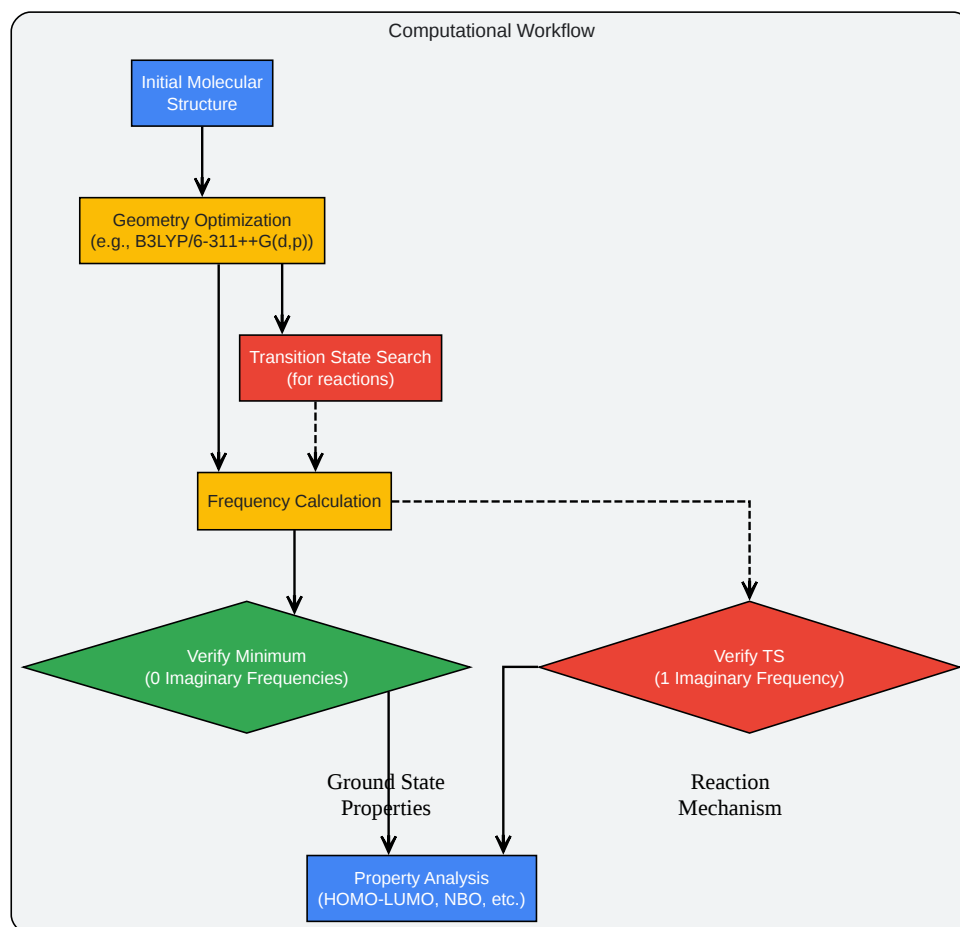 Computational Workflow
Initial Molecular
Structure
Geometry Optimization
(e.g., B3LYP/6-311++G(d,p))
Transition State Search
(for reactions)
Frequency Calculation
Verify Minimum
(0 Imaginary Frequencies)
Verify TS
(1 Imaginary Frequency)
Ground State
Properties
Reaction
Mechanism
Property Analysis
(HOMO-LUMO, NBO, etc.)